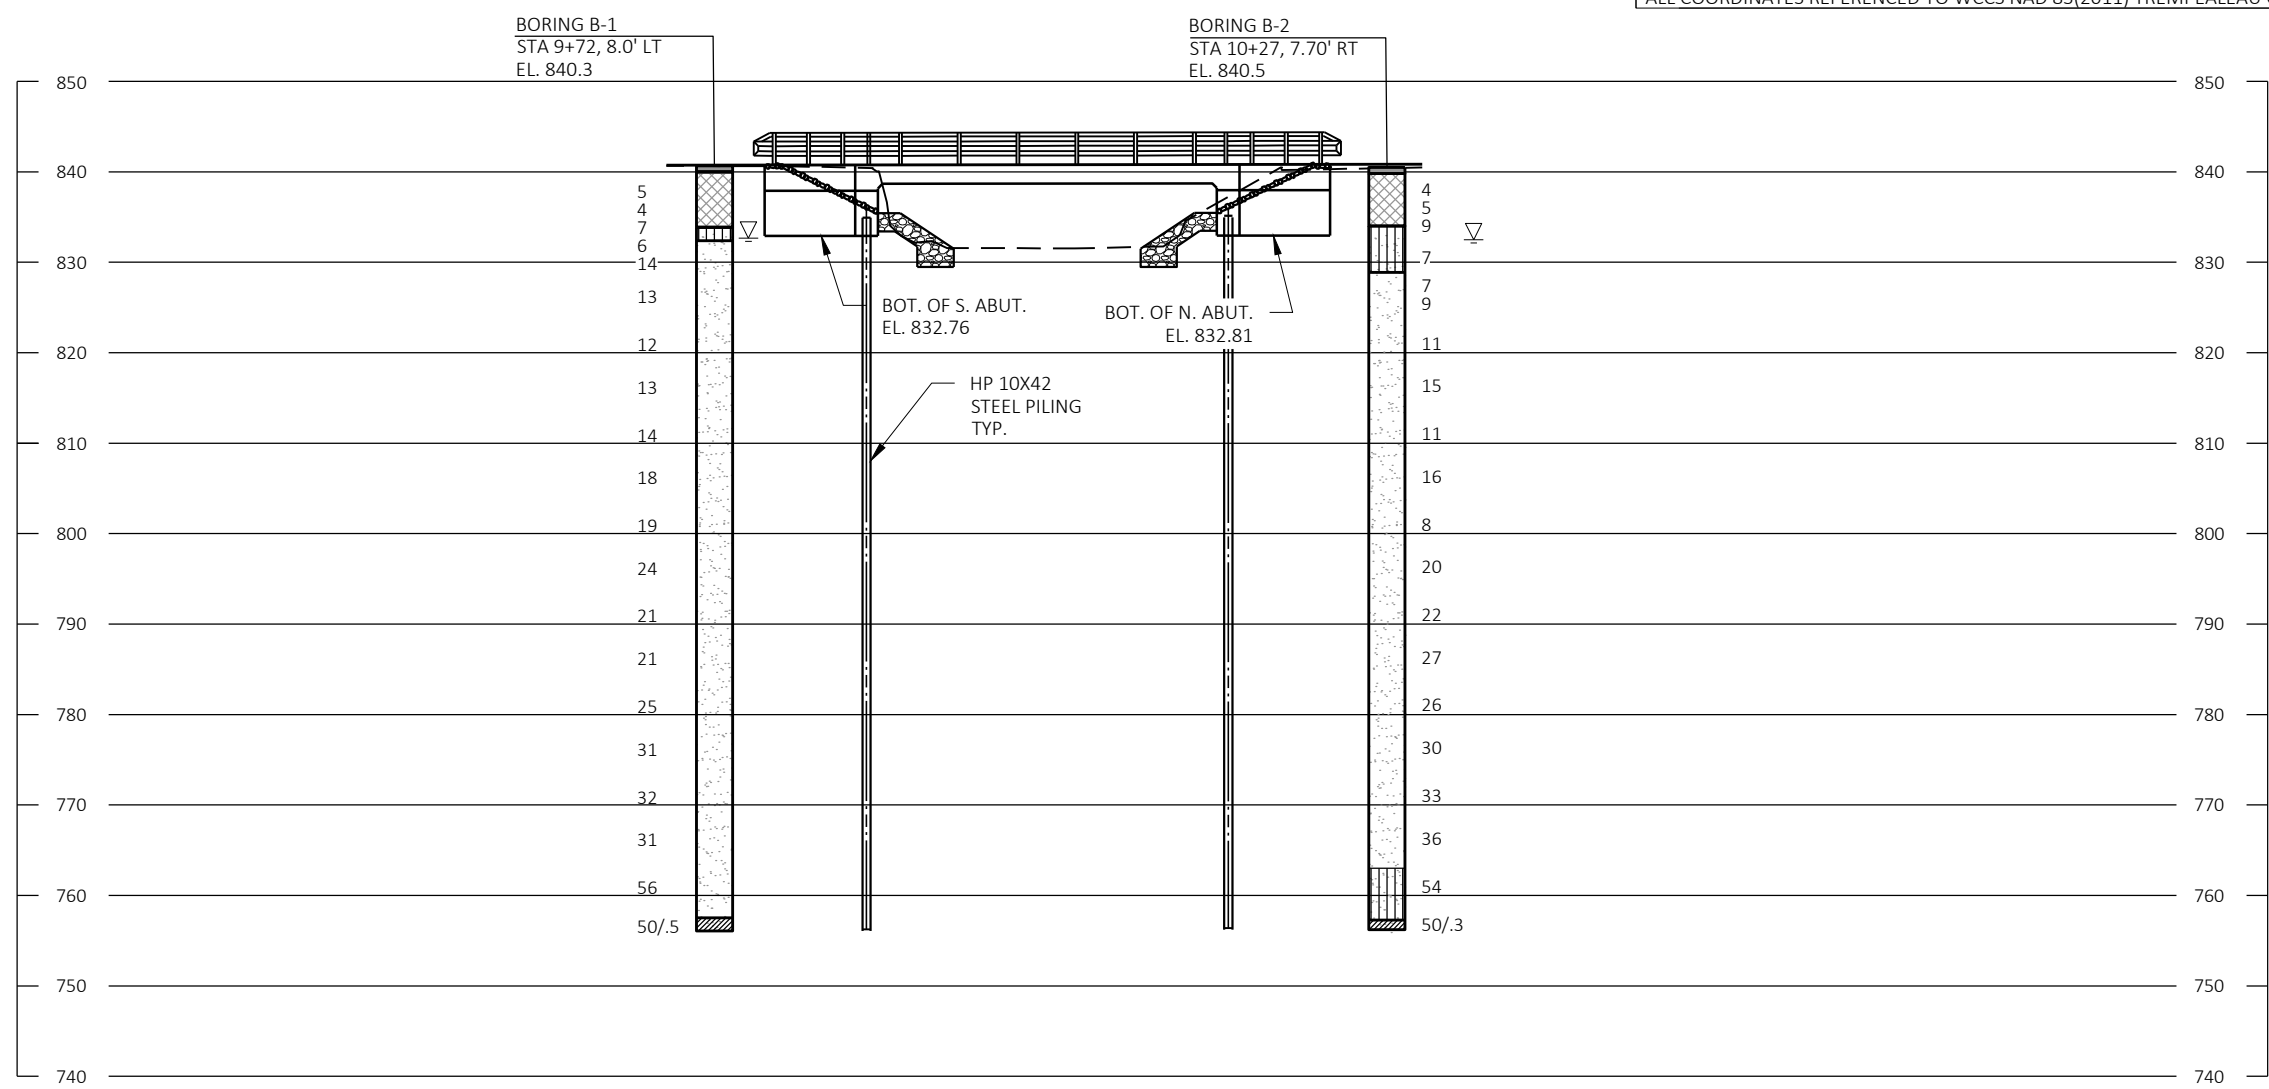 ALL COORDINATES REFERENCED TO WCCS NAD 83(2011) TREMPEALEAU
BORING B-1
STA 9+72, 8.0' LT
EL. 840.3
BORING B-2
STA 10+27, 7.70' RT
EL. 840.5
850 850
840 840
5 4
4 5
7 9
6 7
830 14 830
13 7
9
BOT. OF S. ABUT.
EL. 832.76
BOT. OF N. ABUT.
EL. 832.81
12 11
820 820
HP 10X42
STEEL PILING
TYP.
13 15
14 11
810 810
18 16
19 8
800 800
24 20
21 22
790 790
21 27
25 26
780 780
31 30
32 33
770 770
31 36
56 54
760 760
50/.5 50/.3
750 750
740 740